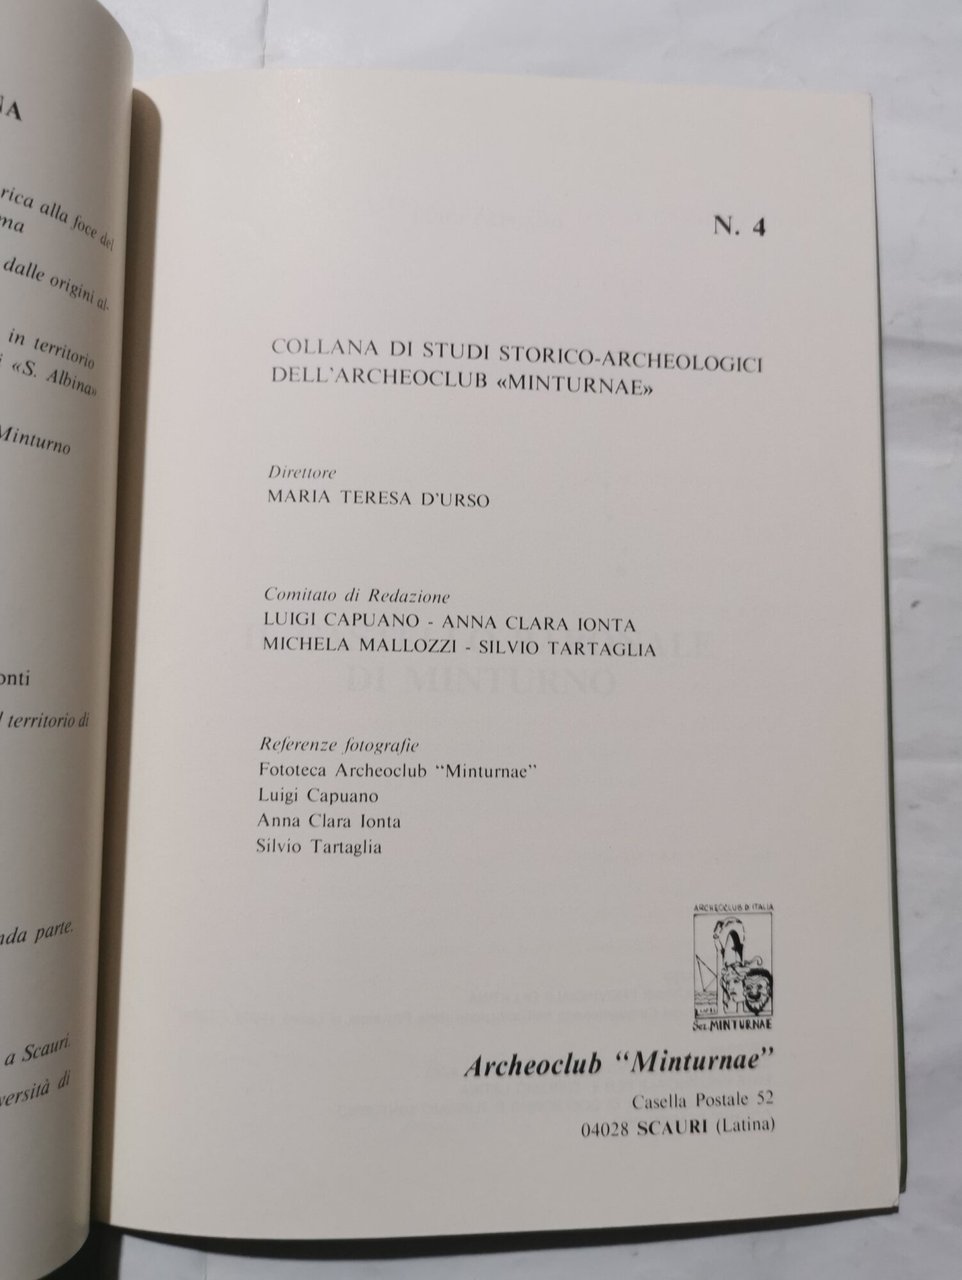 rica alla foce del
dalle origini al-
in territorio
«S. Albina»
Minturno
territorio di
parte.
a Scauri.
di
N. 4
COLLANA DI STUDI STORICO-ARCHEOLOGICI
DELL'ARCHEOCLUB «MINTURNAE»
Direttore
MARIA TERESA D'URSO
Comitato di Redazione
LUIGI CAPUANO - ANNA CLARA IONTA
MICHELA MALLOZZI - SILVIO TARTAGLIA
DI MINTURNO
Referenze fotografie
Fototeca Archeoclub “Minturnae”
Luigi Capuano
Anna Clara Ionta
Silvio Tartaglia
ARCHEOCLUB D'ITALIA
Sez. MINTURNAE
Archeoclub “Minturnae”
Casella Postale 52
04028 SCAURI (Latina)